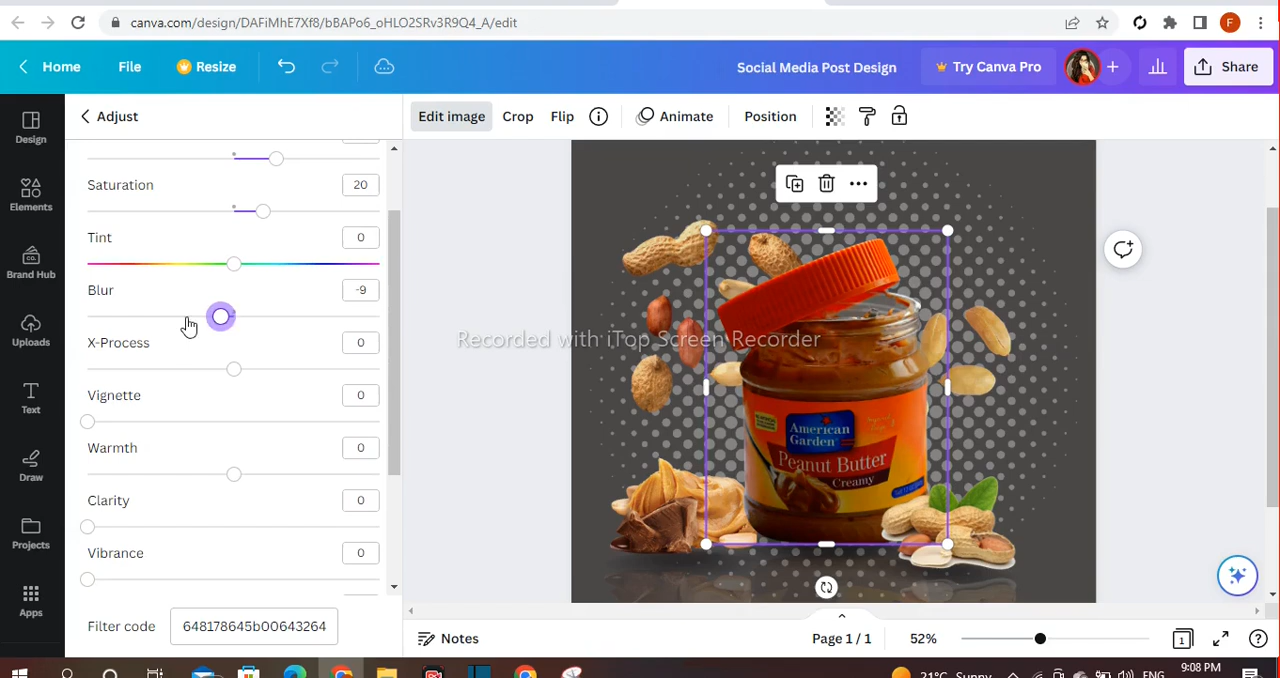 canva.com/design/DAFiMhE7Xf8/bBAPo6_oHLO2SRv3R9Q4_A/edit
F
Home
File
Resize
Social Media Post Design
Try Canva Pro
Share
Adjust
Edit image
Crop
Flip
Animate
Position
Design
Elements
Brand Hub
Uploads
Text
Draw
Projects
Apps
Saturation
20
Tint
0
Blur
-9
X-Process
0
Vignette
0
Warmth
0
Clarity
0
Vibrance
0
Filter code
648178645b00643264
Recorded with iTop Screen Recorder
American
Garden
Peanut Butter
Creamy
Notes
Page 1 / 1
52%
1
21°C Sunny
ENG
9:08 PM